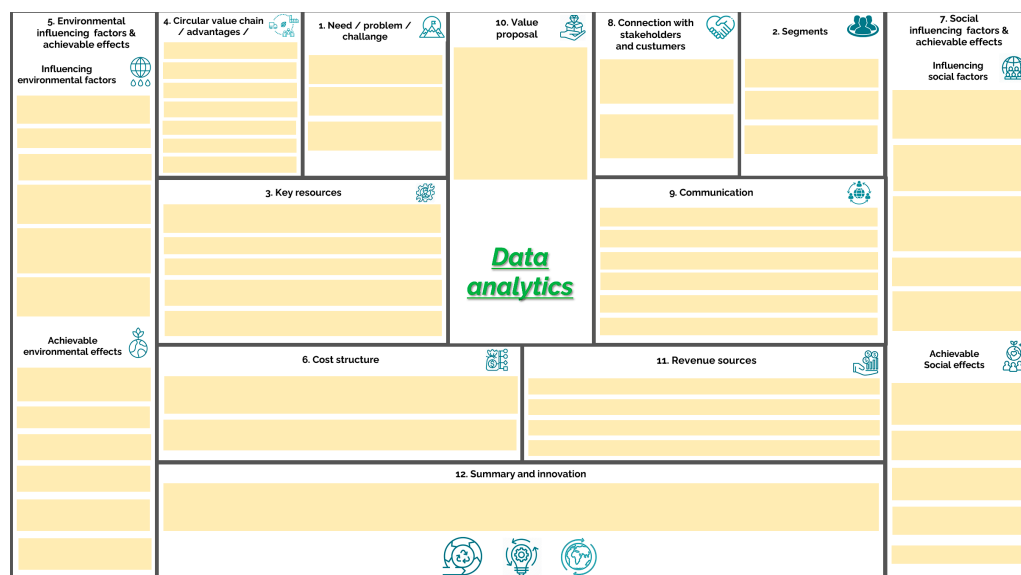 5. Environmental
influencing  factors &
achievable effects
Influencing
environmental factors
Achievable
environmental effects
4. Circular value chain
/ advantages /
1. Need / problem /
challange
3. Key resources
10. Value
proposal
Data
analytics
8. Connection with
stakeholders
and custumers
2. Segments
9. Communication
6. Cost structure
11. Revenue sources
12. Summary and innovation
7. Social
influencing  factors &
achievable effects
Influencing
social factors
Achievable
Social effects